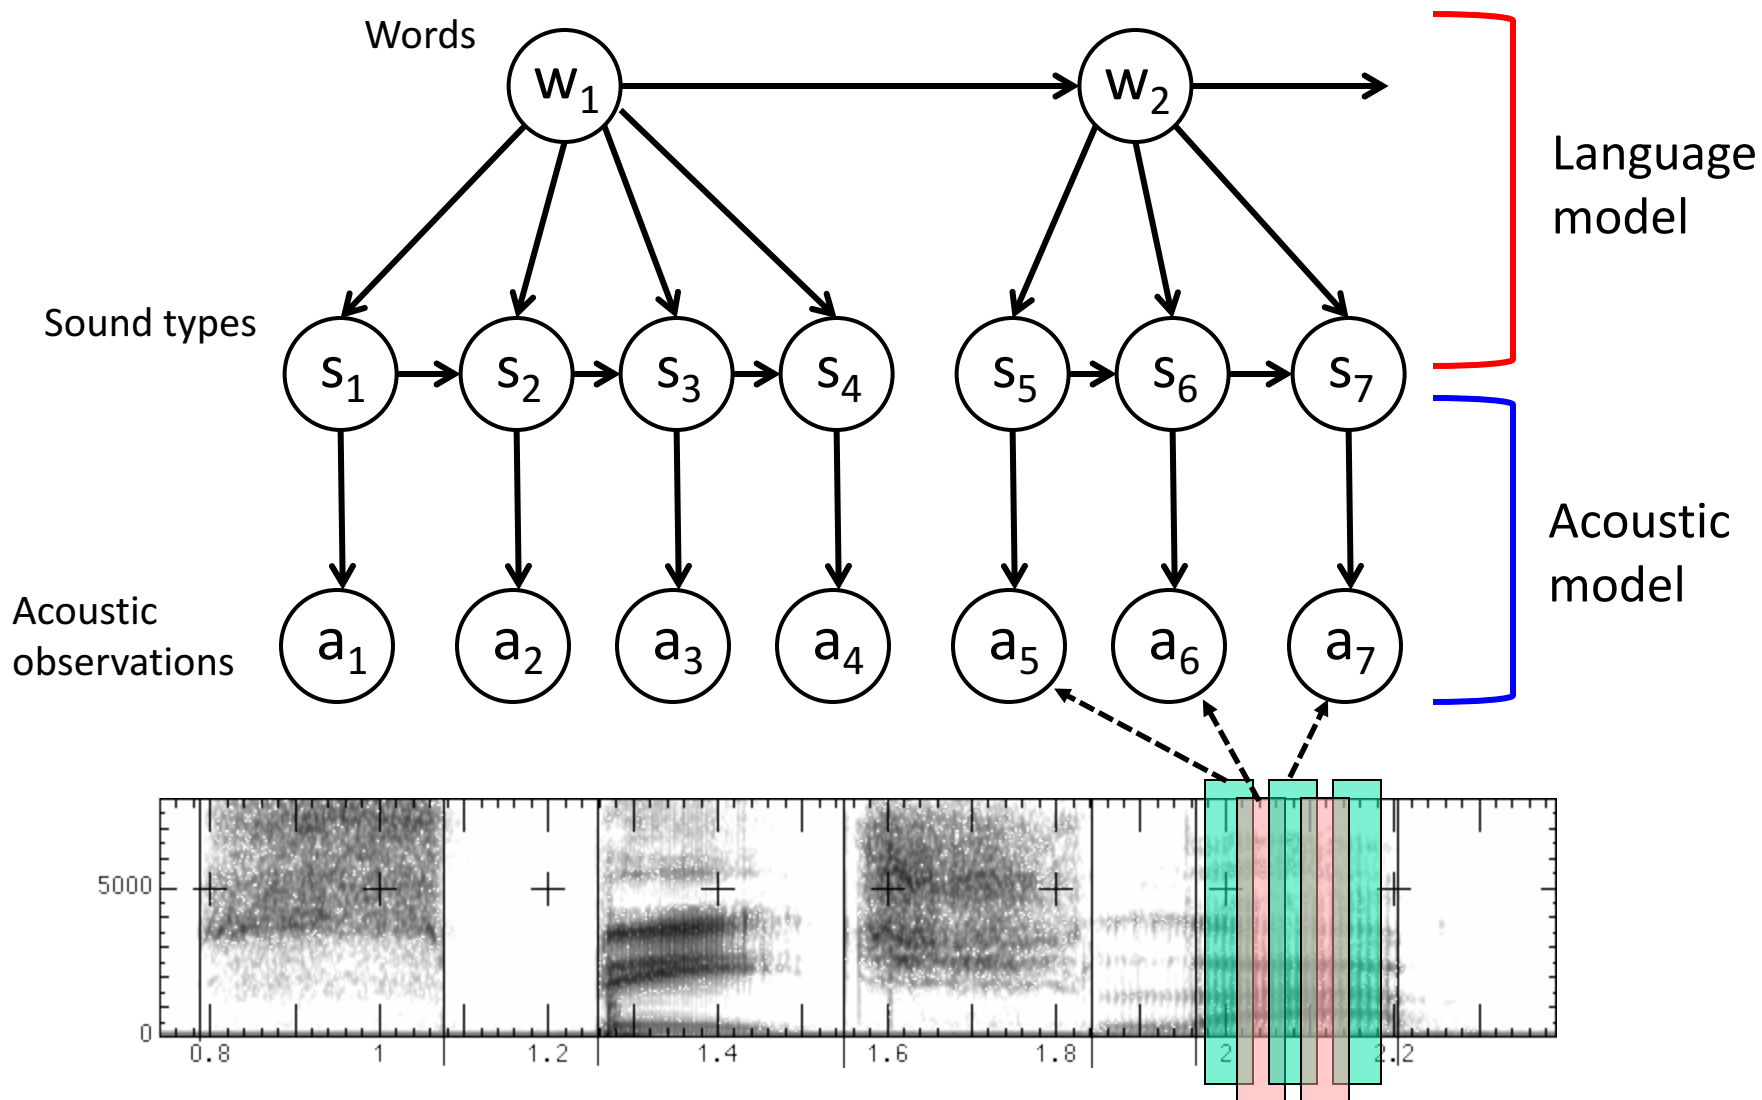 Words
w1
w2
Language
model
Sound types
s1
s2
s3
s4
s5
s6
s7
Acoustic
model
Acoustic
observations
a1
a2
a3
a4
a5
a6
a7
5000
0
0.8
1
1.2
1.4
1.6
1.8
2
2.2